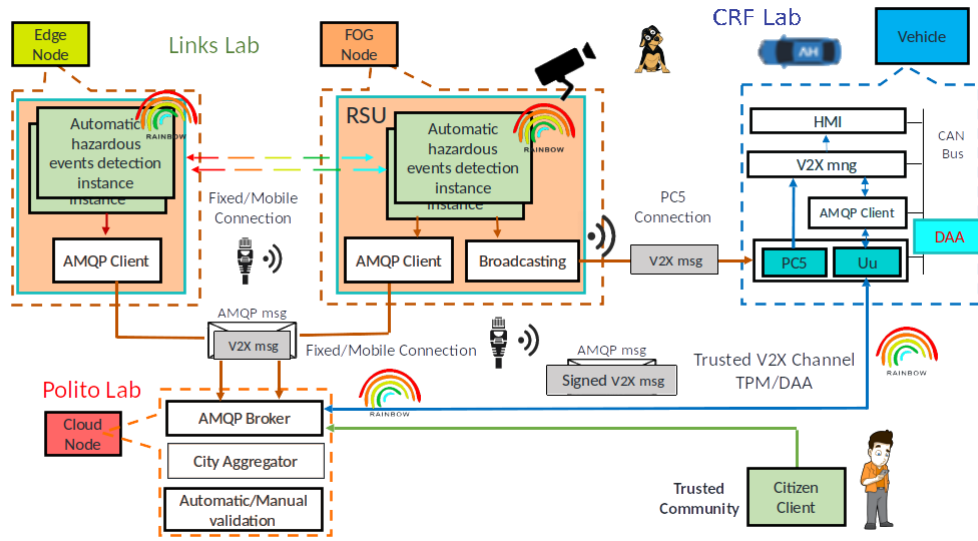 Edge
Node
Links Lab
FOG
Node
CRF Lab
Vehicle
AH
Automatic
hazardous
events detection
instance
instance
RAINBOW
AMQP Client
Fixed/Mobile
Connection
RSU
Automatic
hazardous
events detection
instance
instance
RAINBOW
AMQP Client
Broadcasting
PC5
Connection
V2X msg
HMI
V2X mng
AMQP Client
PC5
Uu
CAN
Bus
DAA
AMQP msg
V2X msg
Fixed/Mobile Connection
AMQP msg
Signed V2X msg
Trusted V2X Channel
TPM/DAA
RAINBOW
Polito Lab
Cloud
Node
RAINBOW
AMQP Broker
City Aggregator
Automatic/Manual
validation
Trusted
Community
Citizen
Client